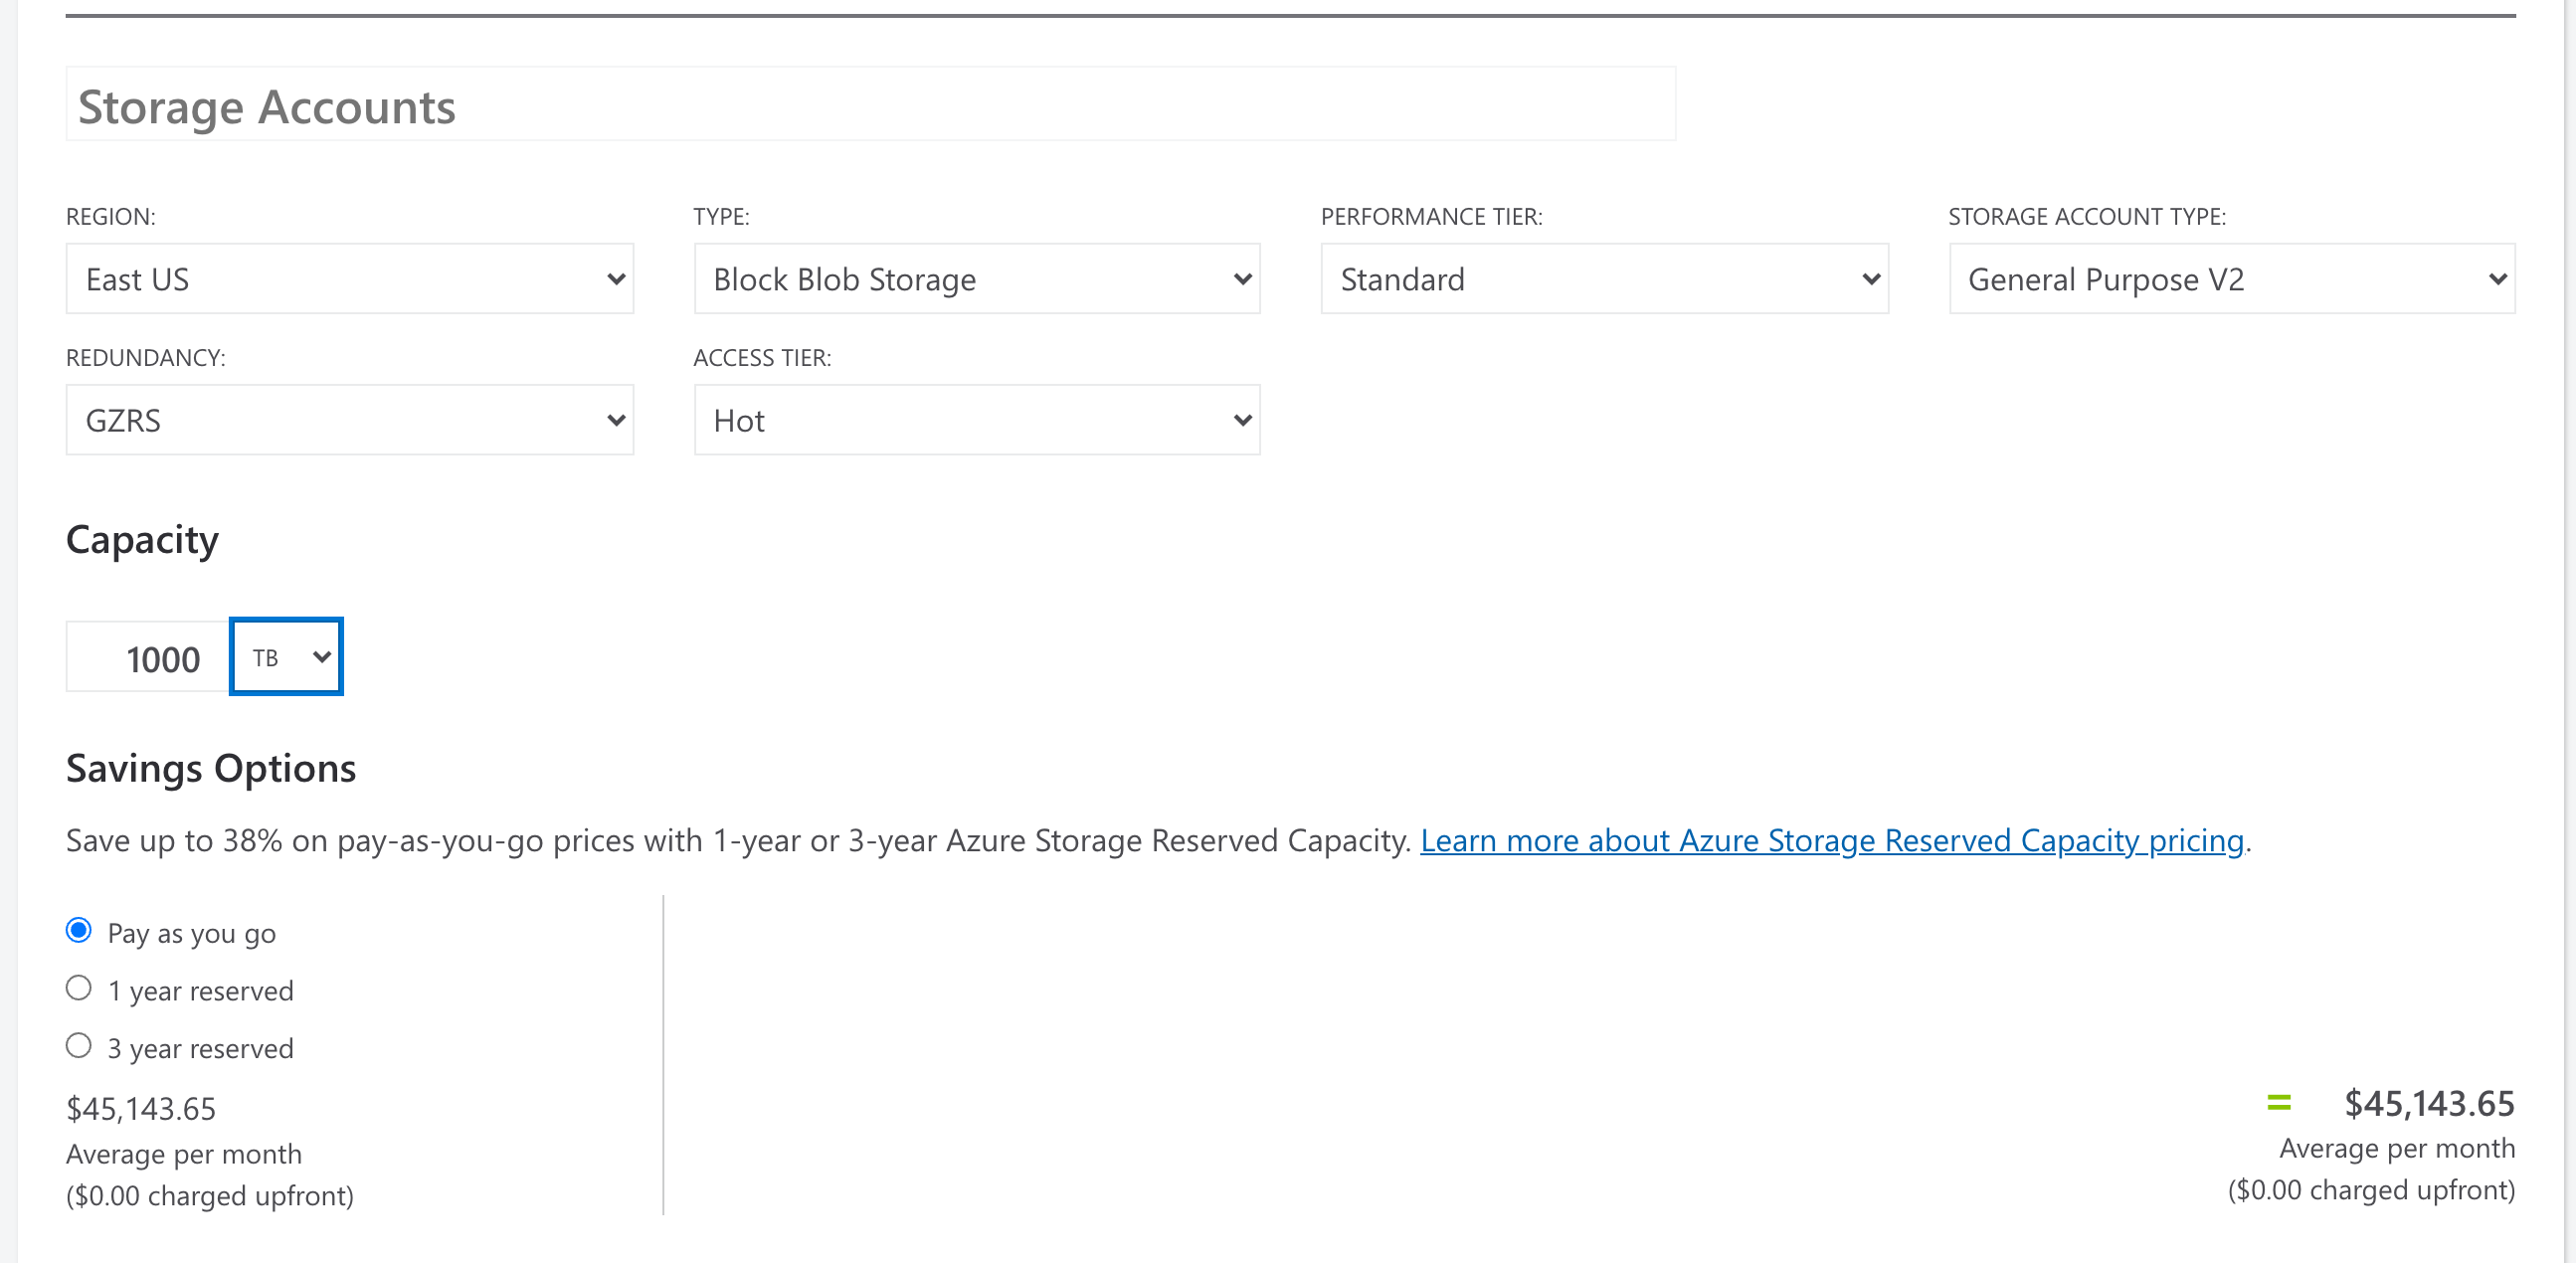 Storage Accounts
REGION: TYPE: PERFORMANCE TIER: STORAGE ACCOUNT TYPE:
East US Block Blob Storage Standard General Purpose V2
REDUNDANCY: ACCESS TIER:
GZRS Hot
Capacity
1000 TB
Savings Options
Save up to 38% on pay-as-you-go prices with 1-year or 3-year Azure Storage Reserved Capacity. Learn more about Azure Storage Reserved Capacity pricing.
Pay as you go
1 year reserved
3 year reserved
$45,143.65
Average per month
($0.00 charged upfront)
= $45,143.65
Average per month
($0.00 charged upfront)